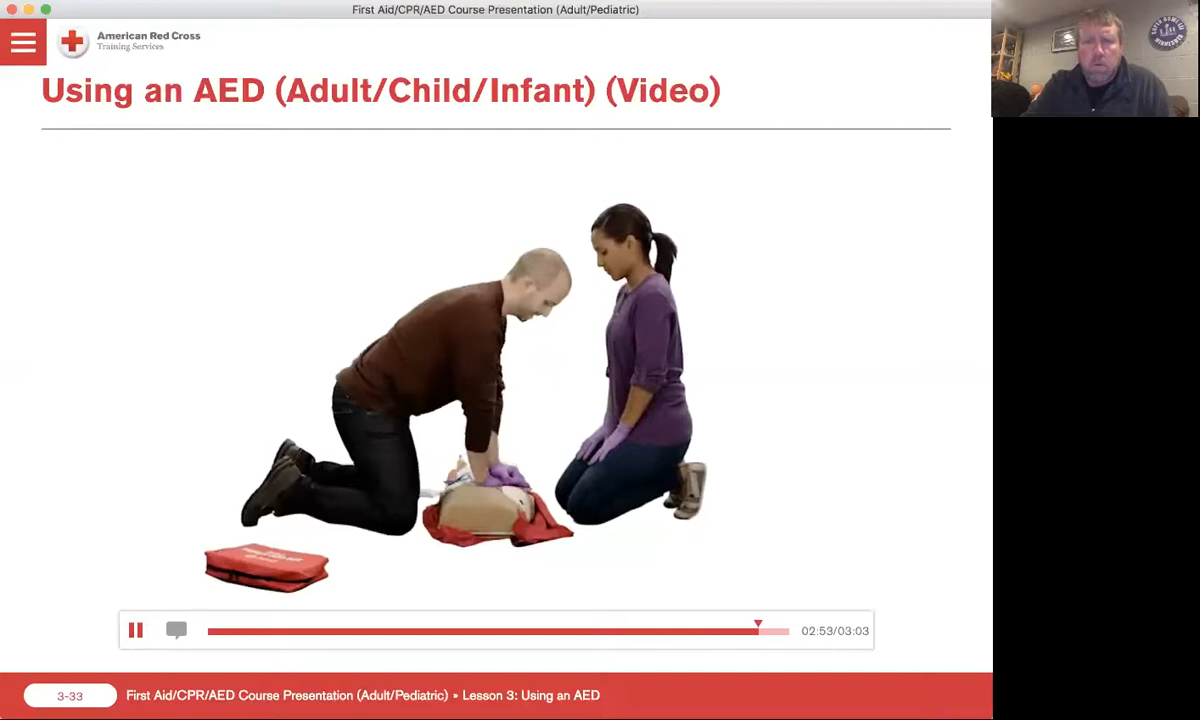 First Aid/CPR/AED Course Presentation (Adult/Pediatric)
American Red Cross
Training Services
Using an AED (Adult/Child/Infant) (Video)
02:53/03:03
3-33
First Aid/CPR/AED Course Presentation (Adult/Pediatric) • Lesson 3: Using an AED